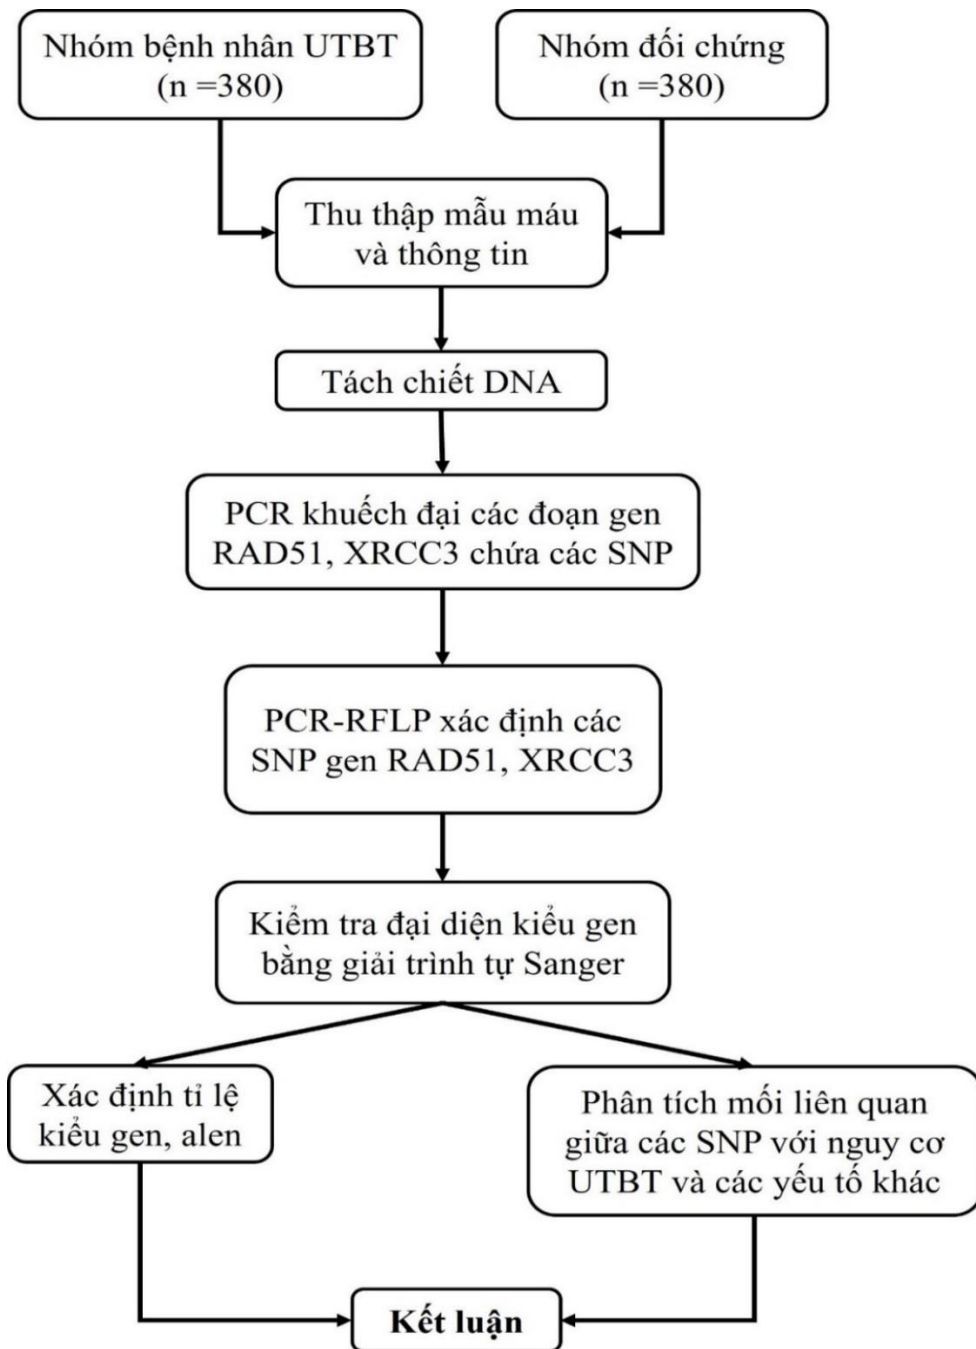 Nhóm bệnh nhân UTBT
(n =380)
Nhóm đối chứng
(n =380)
Thu thập mẫu máu
và thông tin
Tách chiết DNA
PCR khuếch đại các đoạn gen
RAD51, XRCC3 chứa các SNP
PCR-RFLP xác định các
SNP gen RAD51, XRCC3
Kiểm tra đại diện kiểu gen
bằng giải trình tự Sanger
Xác định tỉ lệ
kiểu gen, alen
Phân tích mối liên quan
giữa các SNP với nguy cơ
UTBT và các yếu tố khác
Kết luận